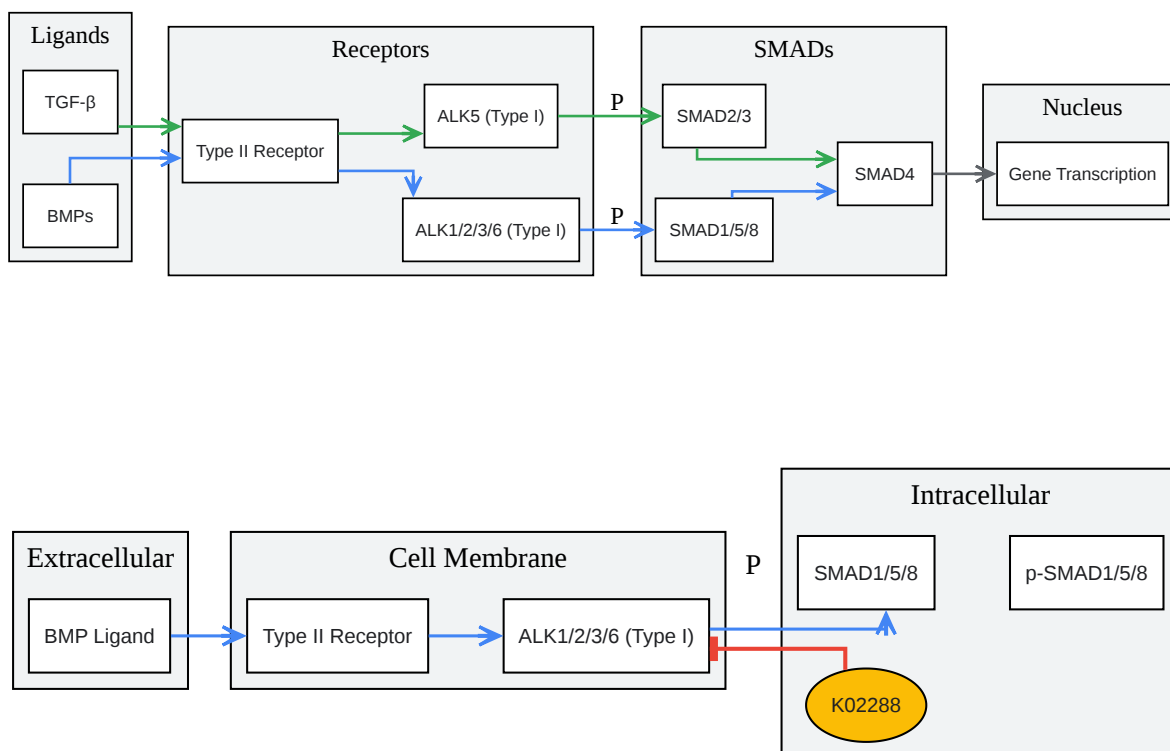 Ligands
TGF-β
BMPs
Receptors
Type II Receptor
ALK5 (Type I)
ALK1/2/3/6 (Type I)
P
P
SMADs
SMAD2/3
SMAD1/5/8
SMAD4
Nucleus
Gene Transcription
Extracellular
BMP Ligand
Cell Membrane
Type II Receptor
ALK1/2/3/6 (Type I)
P
Intracellular
SMAD1/5/8
p-SMAD1/5/8
K02288